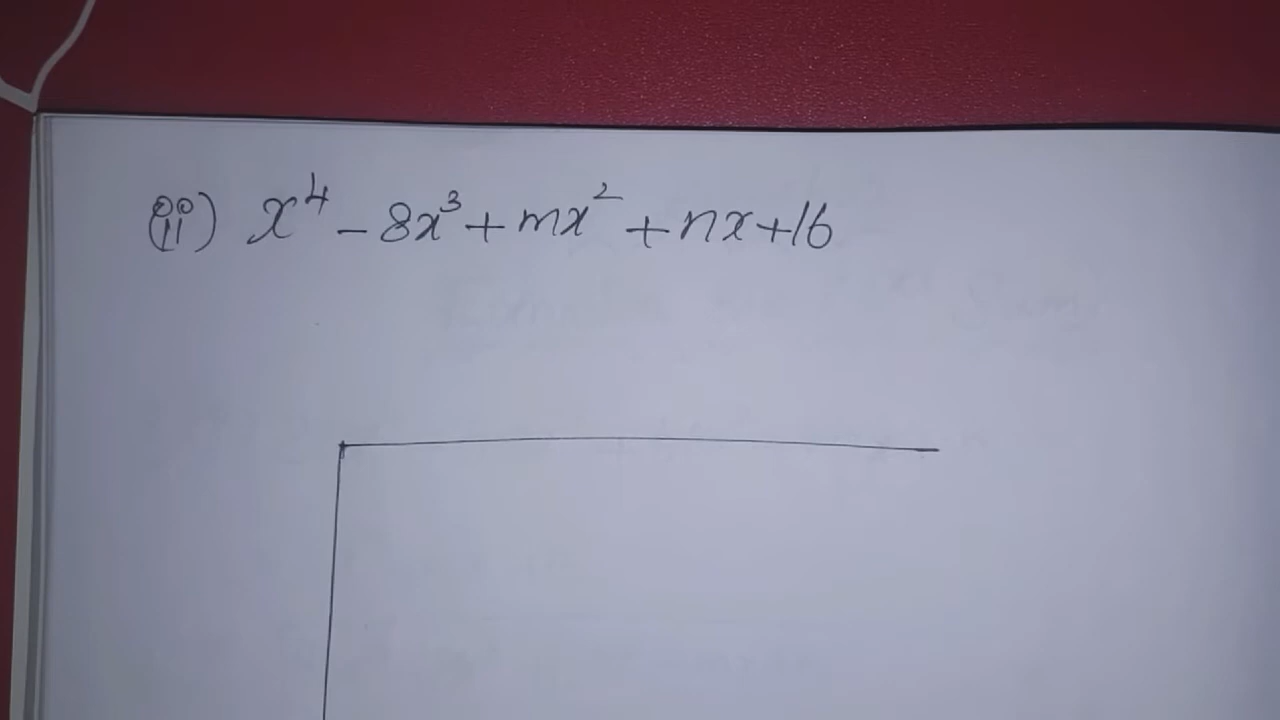 (ii) x⁴ - 8x³ + mx² + nx + 16